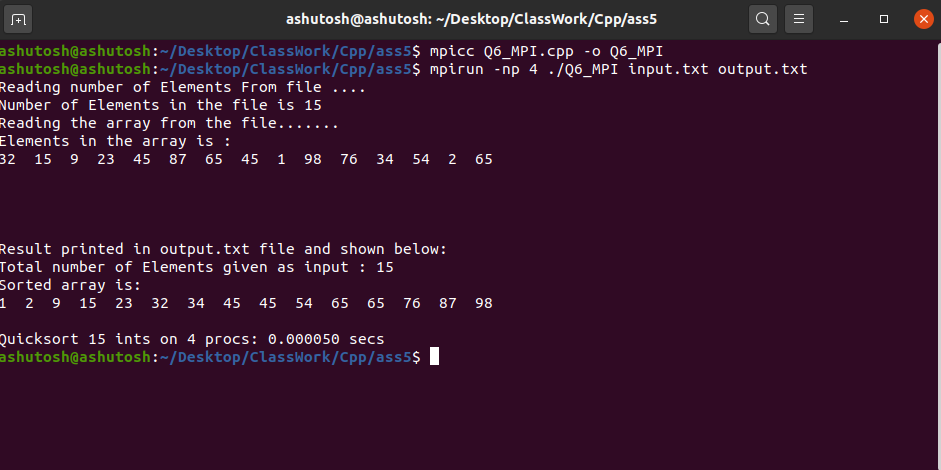 ashutosh@ashutosh: ~/Desktop/ClassWork/Cpp/ass5
ashutosh@ashutosh:~/Desktop/ClassWork/Cpp/ass5$ mpicc Q6_MPI.cpp -o Q6_MPI
ashutosh@ashutosh:~/Desktop/ClassWork/Cpp/ass5$ mpirun -np 4 ./Q6_MPI input.txt output.txt
Reading number of Elements From file ....
Number of Elements in the file is 15
Reading the array from the file.......
Elements in the array is :
32  15  9  23  45  87  65  45  1  98  76  34  54  2  65
Result printed in output.txt file and shown below:
Total number of Elements given as input : 15
Sorted array is:
1  2  9  15  23  32  34  45  45  54  65  65  76  87  98
Quicksort 15 ints on 4 procs: 0.000050 secs
ashutosh@ashutosh:~/Desktop/ClassWork/Cpp/ass5$